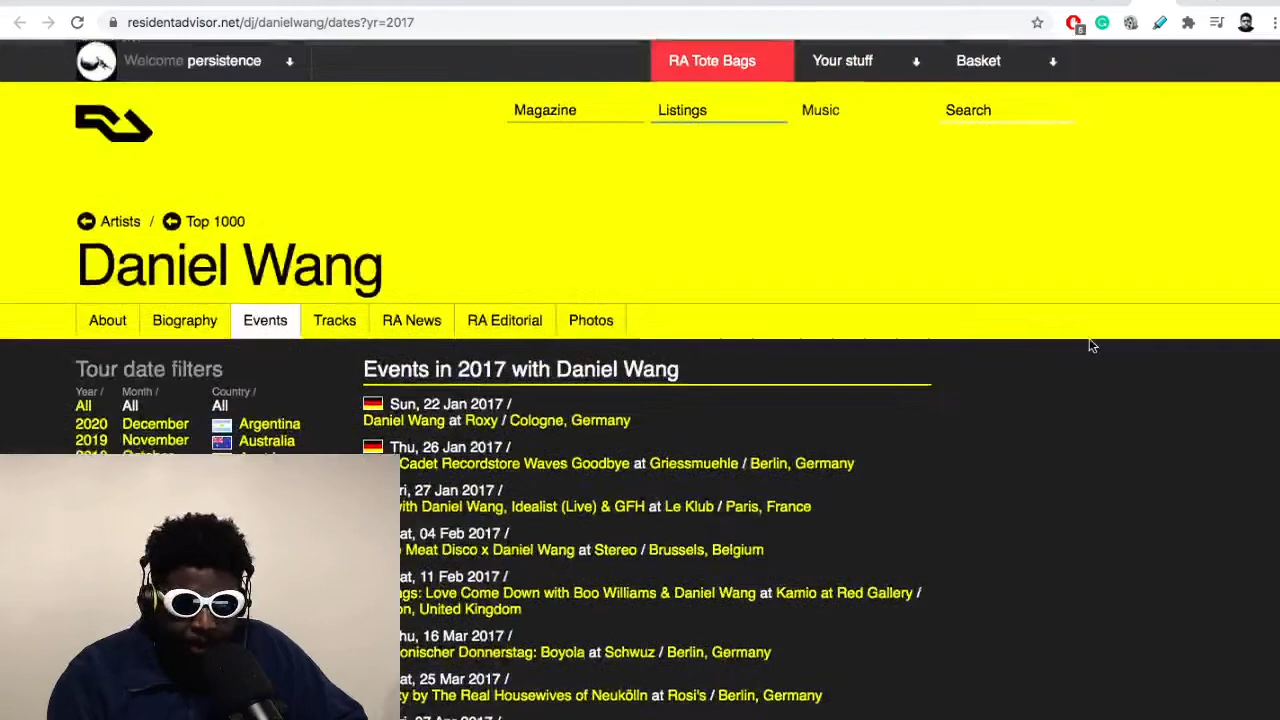 residentadvisor.net/dj/danielwang/dates?yr=2017
5
Welcome persistence
RA Tote Bags
Your stuff
Basket
Magazine
Listings
Music
Search
Artists / Top 1000
Daniel Wang
About
Biography
Events
Tracks
RA News
RA Editorial
Photos
Tour date filters
Year /
Month /
Country /
All
All
All
2020
December
Argentina
2019
November
Australia
Events in 2017 with Daniel Wang
Sun, 22 Jan 2017 /
Daniel Wang at Roxy / Cologne, Germany
Thu, 26 Jan 2017 /
Cadet Recordstore Waves Goodbye at Griessmuehle / Berlin, Germany
ri, 27 Jan 2017 /
with Daniel Wang, Idealist (Live) & GFH at Le Klub / Paris, France
at, 04 Feb 2017 /
Meat Disco x Daniel Wang at Stereo / Brussels, Belgium
at, 11 Feb 2017 /
ags: Love Come Down with Boo Williams & Daniel Wang at Kamio at Red Gallery /
on, United Kingdom
hu, 16 Mar 2017 /
onischer Donnerstag: Boyola at Schwuz / Berlin, Germany
at, 25 Mar 2017 /
ty by The Real Housewives of Neukölln at Rosi's / Berlin, Germany